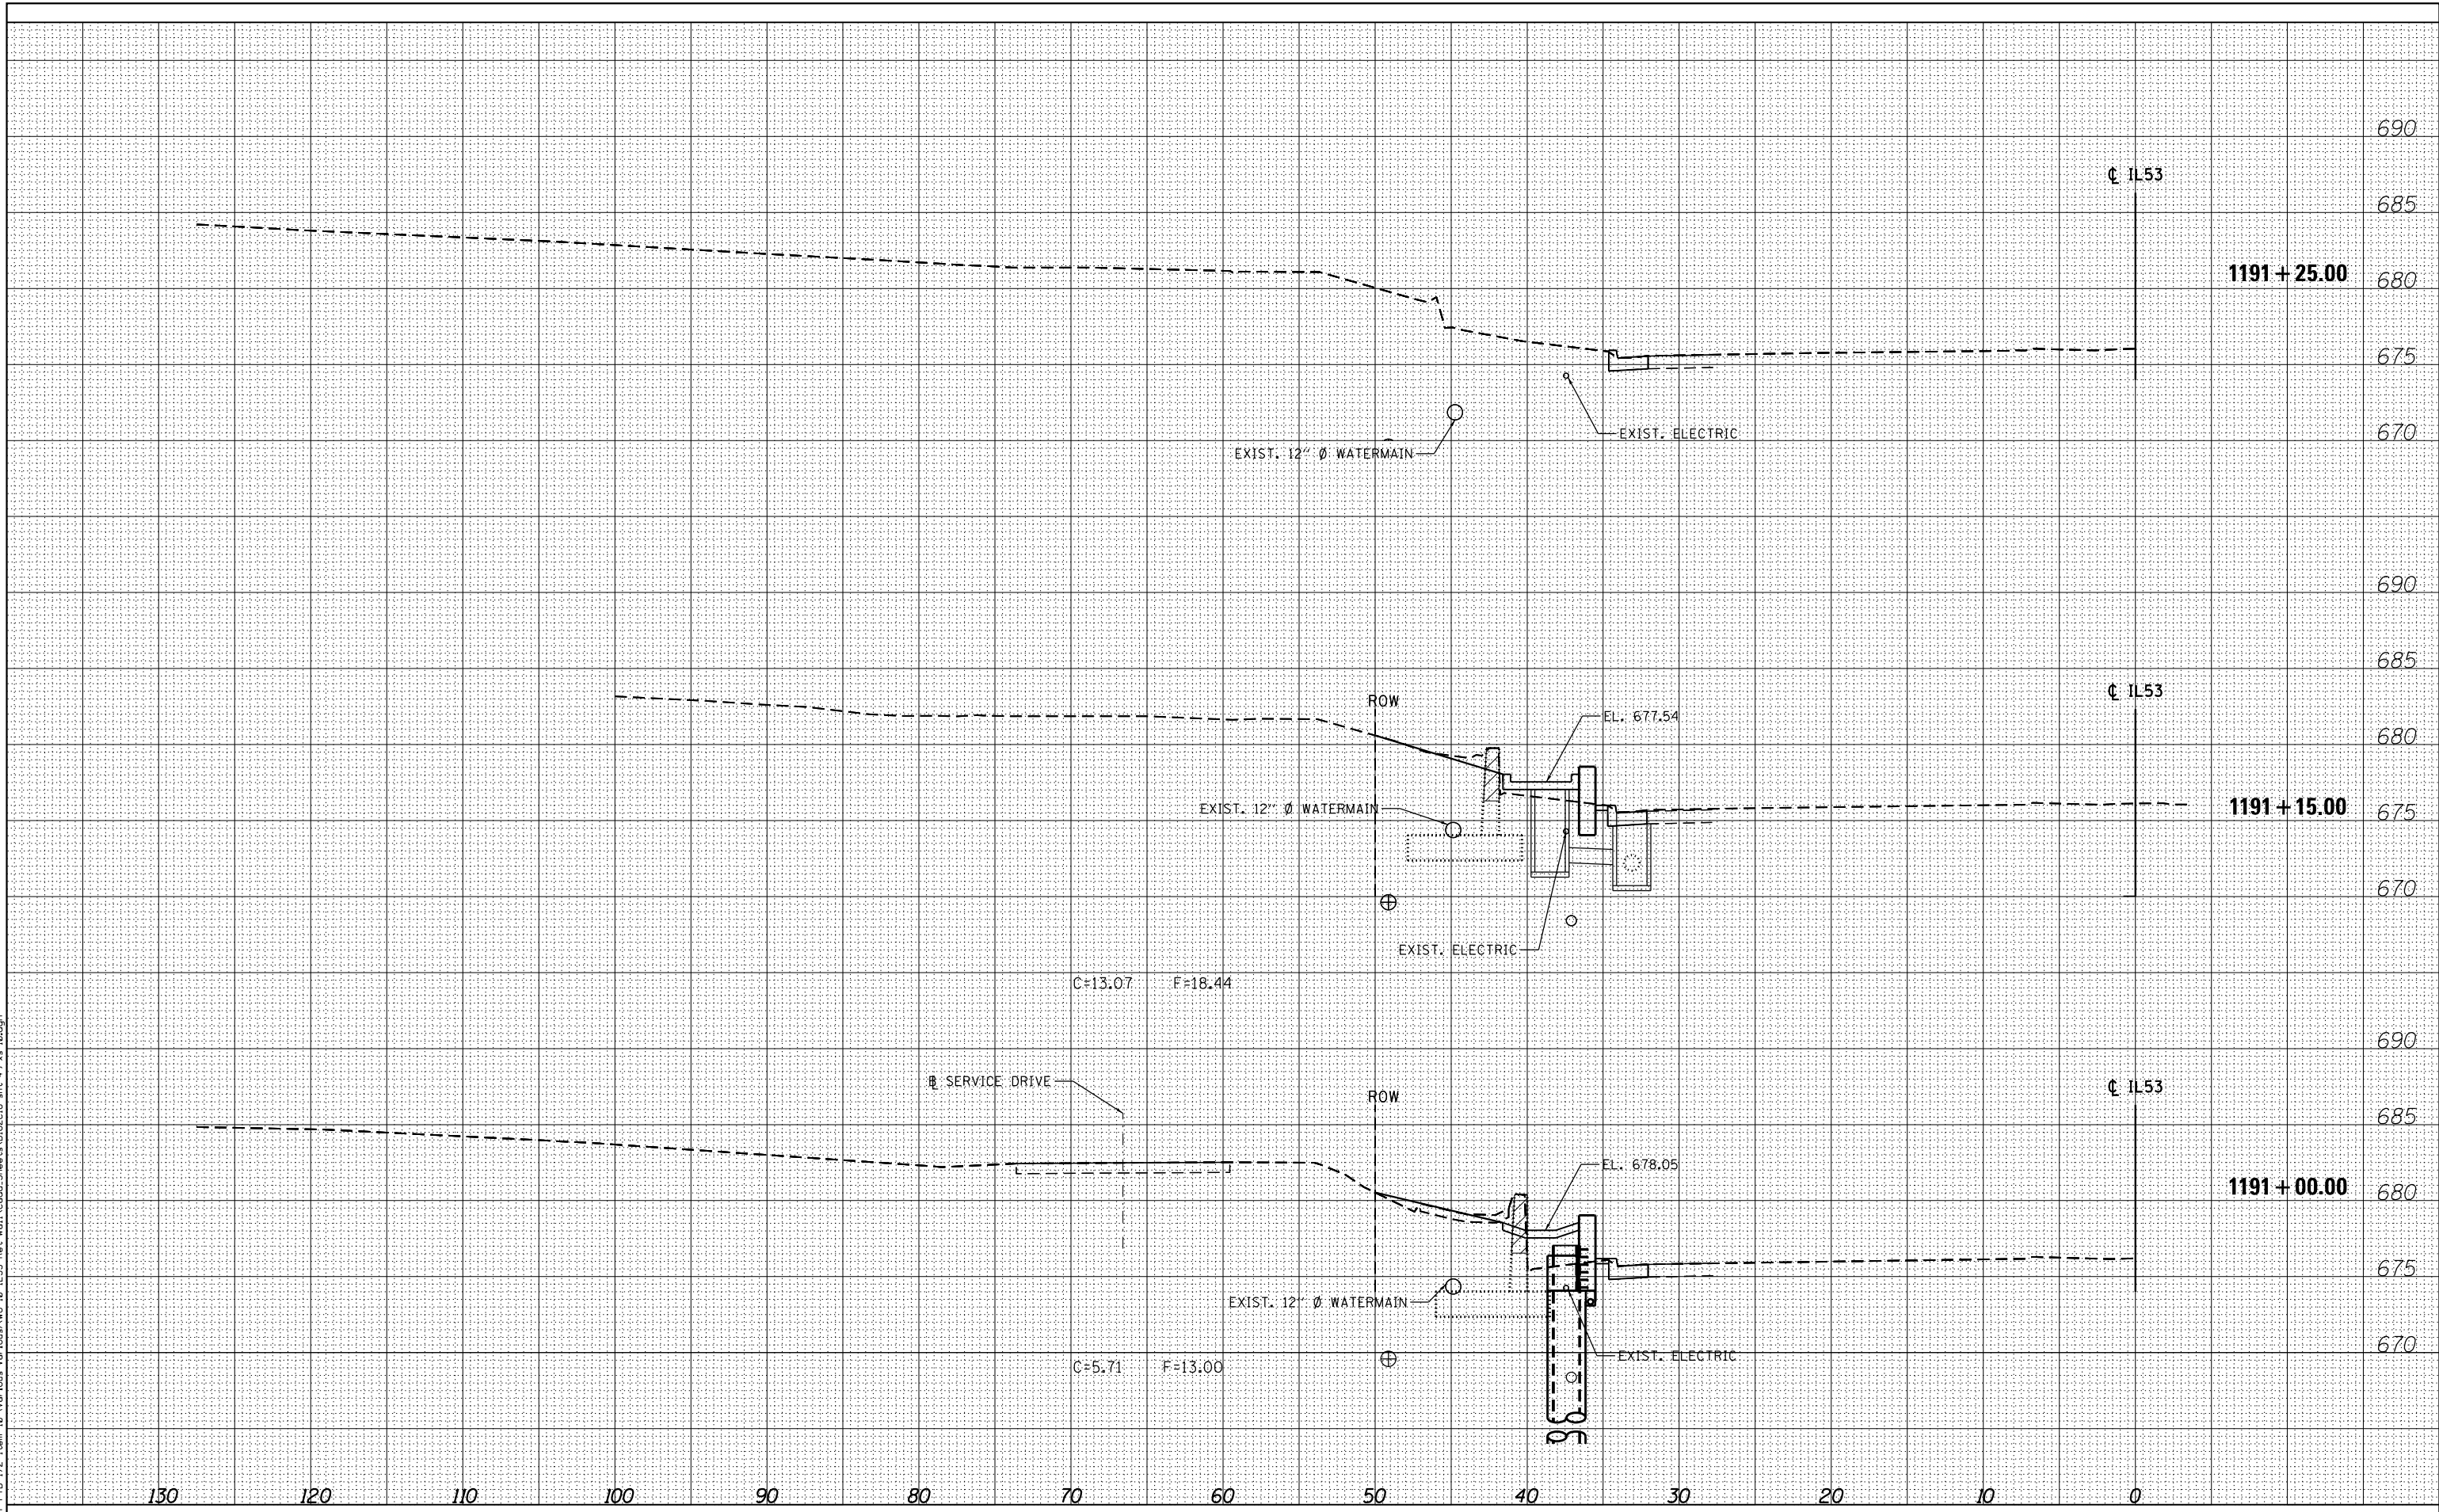 690
℄ IL53
685
1191 + 25.00
680
675
EXIST. ELECTRIC
670
EXIST. 12" Ø WATERMAIN
690
685
℄ IL53
ROW
EL. 677.54
680
EXIST. 12" Ø WATERMAIN
1191 + 15.00
675
670
EXIST. ELECTRIC
C=13.07 F=18.44
690
B SERVICE DRIVE
℄ IL53
ROW
685
EL. 678.05
1191 + 00.00
680
675
EXIST. 12" Ø WATERMAIN
670
EXIST. ELECTRIC
C=5.71 F=13.00
130 120 110 100 90 80 70 60 50 40 30 20 10 0